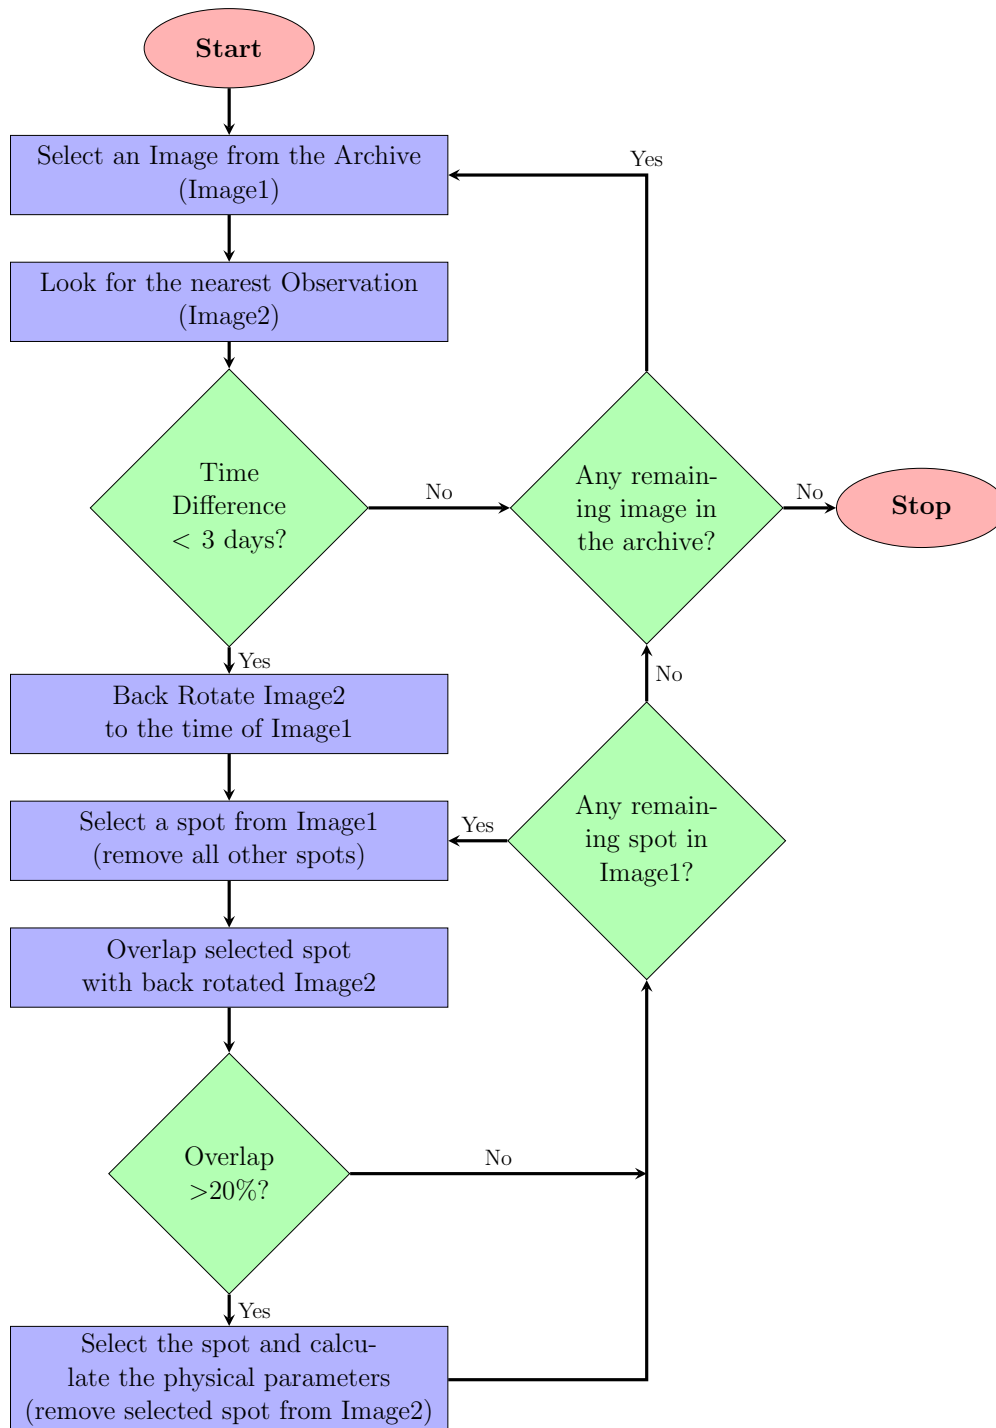 Start
Select an Image from the Archive
(Image1)
Yes
Look for the nearest Observation
(Image2)
Time
Difference
< 3 days?
No
Any remain-
ing image in
the archive?
No
Stop
Yes
Back Rotate Image2
to the time of Image1
No
Select a spot from Image1
(remove all other spots)
Yes
Any remain-
ing spot in
Image1?
Overlap selected spot
with back rotated Image2
Overlap
>20%?
No
Yes
Select the spot and calcu-
late the physical parameters
(remove selected spot from Image2)